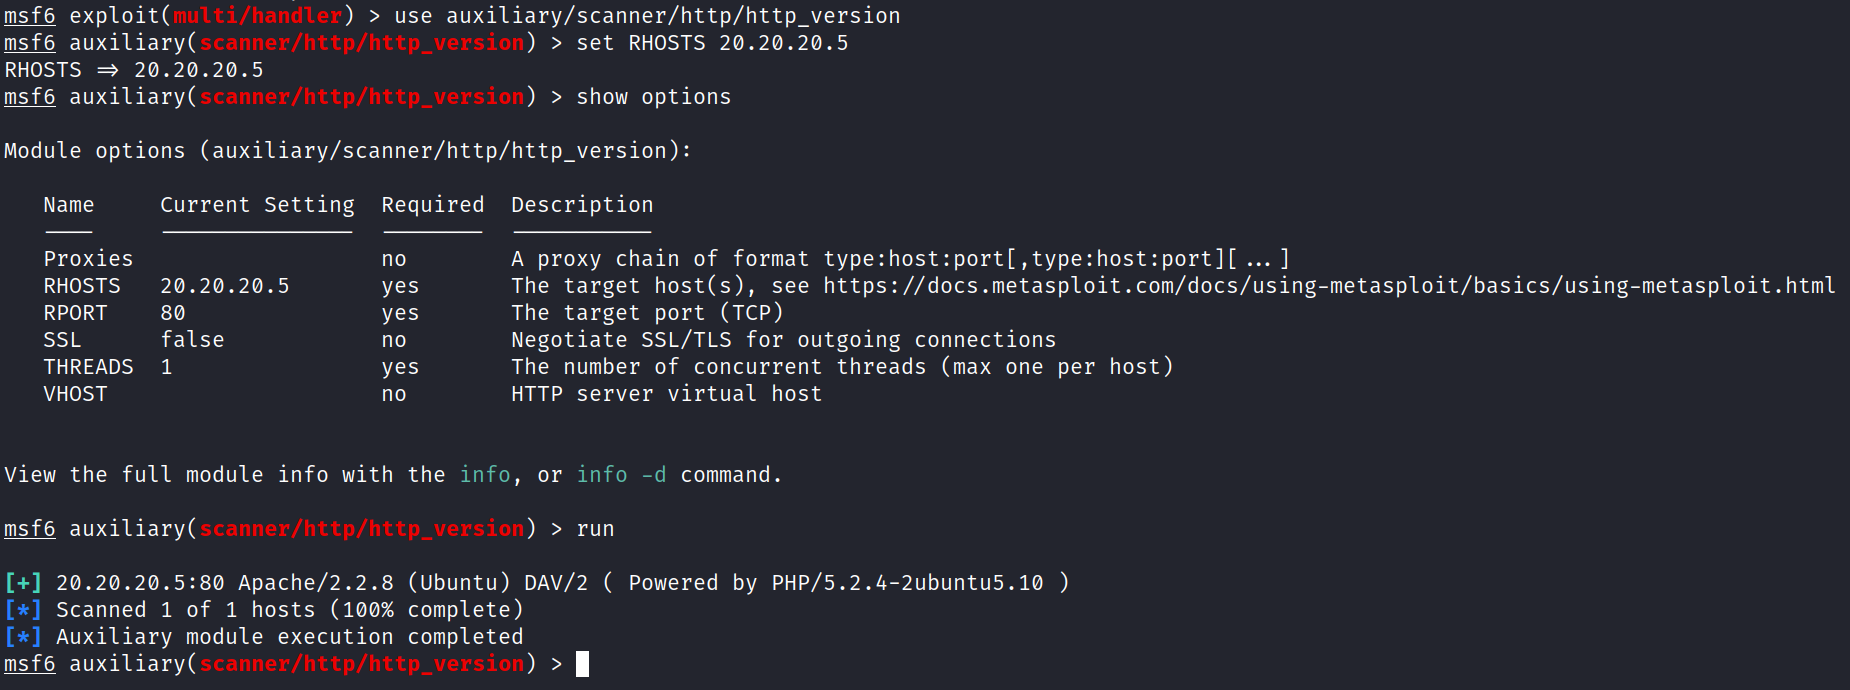 msf6 exploit(multi/handler) > use auxiliary/scanner/http/http_version
msf6 auxiliary(scanner/http/http_version) > set RHOSTS 20.20.20.5
RHOSTS => 20.20.20.5
msf6 auxiliary(scanner/http/http_version) > show options
Module options (auxiliary/scanner/http/http_version):
Name     Current Setting  Required  Description
----     ---------------  --------  -----------
Proxies                   no        A proxy chain of format type:host:port[,type:host:port][...]
RHOSTS   20.20.20.5       yes       The target host(s), see https://docs.metasploit.com/docs/using-metasploit/basics/using-metasploit.html
RPORT    80               yes       The target port (TCP)
SSL      false            no        Negotiate SSL/TLS for outgoing connections
THREADS  1                yes       The number of concurrent threads (max one per host)
VHOST                     no        HTTP server virtual host
View the full module info with the info, or info -d command.
msf6 auxiliary(scanner/http/http_version) > run
[+] 20.20.20.5:80 Apache/2.2.8 (Ubuntu) DAV/2 ( Powered by PHP/5.2.4-2ubuntu5.10 )
[*] Scanned 1 of 1 hosts (100% complete)
[*] Auxiliary module execution completed
msf6 auxiliary(scanner/http/http_version) >